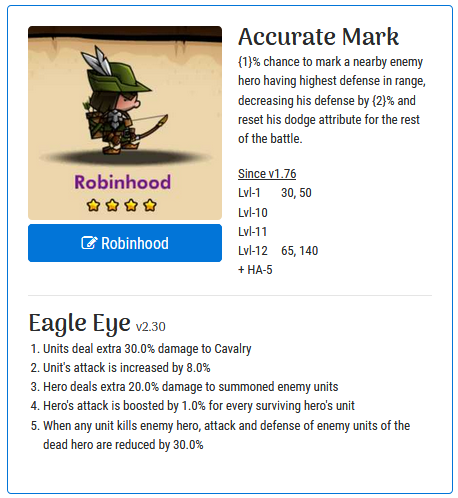 Accurate Mark
{1}% chance to mark a nearby enemy
hero having highest defense in range,
decreasing his defense by {2}% and
reset his dodge attribute for the rest
of the battle.
Since v1.76
Lvl-1 30, 50
Lvl-10
Lvl-11
Lvl-12 65, 140
+ HA-5
Robinhood
Robinhood
Eagle Eye v2.30
1. Units deal extra 30.0% damage to Cavalry
2. Unit's attack is increased by 8.0%
3. Hero deals extra 20.0% damage to summoned enemy units
4. Hero's attack is boosted by 1.0% for every surviving hero's unit
5. When any unit kills enemy hero, attack and defense of enemy units of the
dead hero are reduced by 30.0%